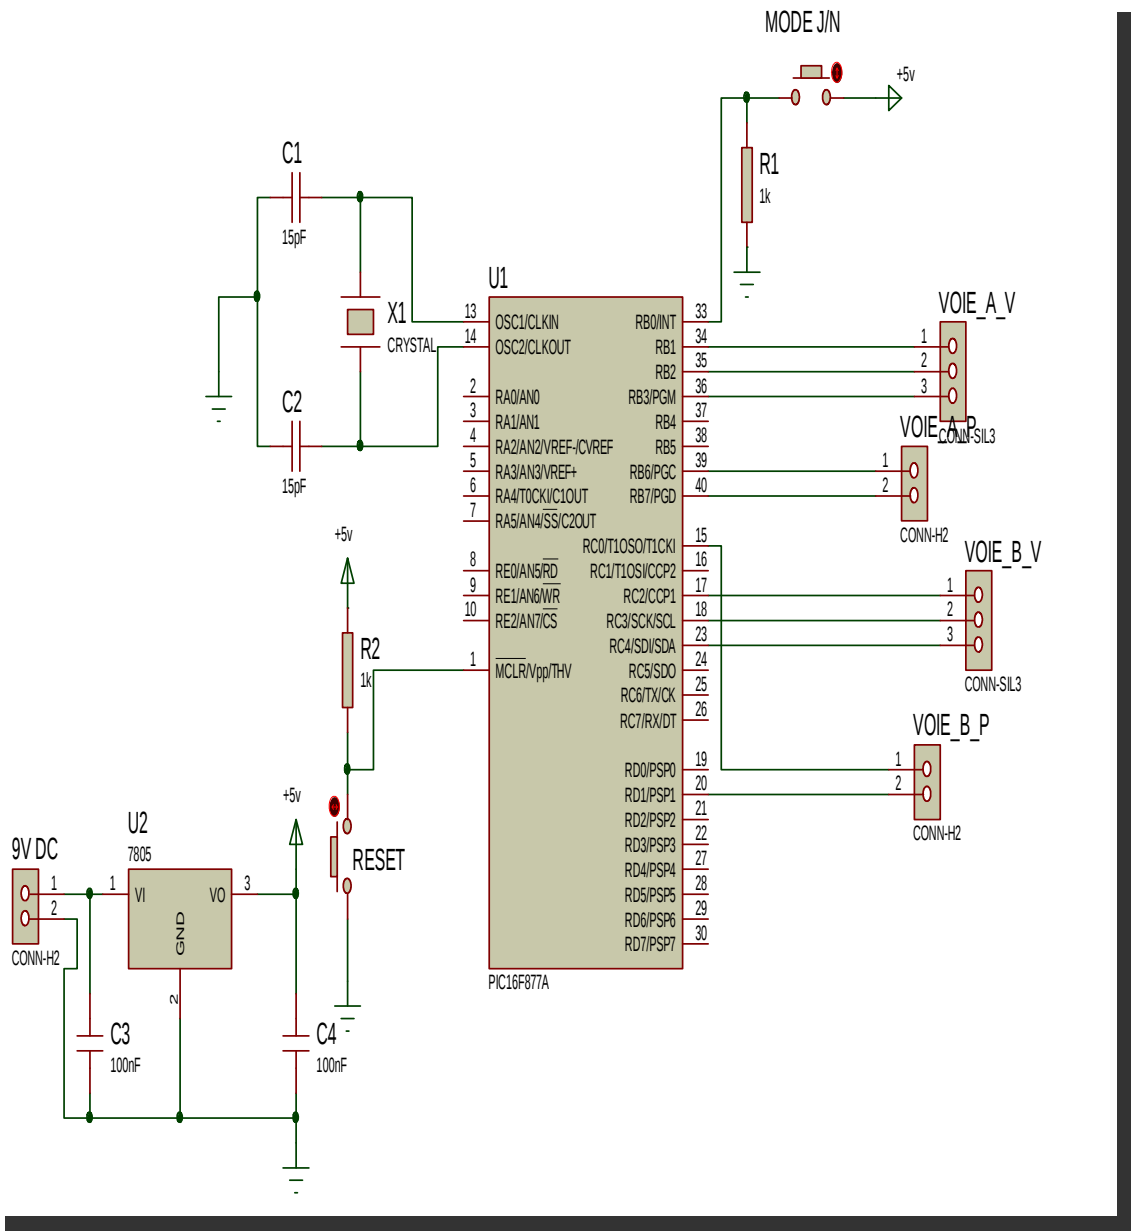 MODE J/N
+5v
R1
1k
C1
15pF
X1
CRYSTAL
C2
15pF
U1
13 OSC1/CLKIN
14 OSC2/CLKOUT
2 RA0/AN0
3 RA1/AN1
4 RA2/AN2/VREF-/CVREF
5 RA3/AN3/VREF+
6 RA4/T0CKI/C1OUT
7 RA5/AN4/SS/C2OUT
8 RE0/AN5/RD
9 RE1/AN6/WR
10 RE2/AN7/CS
1 MCLR/Vpp/THV
RB0/INT 33
RB1 34
RB2 35
RB3/PGM 36
RB4 37
RB5 38
RB6/PGC 39
RB7/PGD 40
RC0/T1OSO/T1CKI 15
RC1/T1OSI/CCP2 16
RC2/CCP1 17
RC3/SCK/SCL 18
RC4/SDI/SDA 23
RC5/SDO 24
RC6/TX/CK 25
RC7/RX/DT 26
RD0/PSP0 19
RD1/PSP1 20
RD2/PSP2 21
RD3/PSP3 22
RD4/PSP4 27
RD5/PSP5 28
RD6/PSP6 29
RD7/PSP7 30
PIC16F877A
VOIE_A_V
1
2
3
CONN-SIL3
VOIE_A_P
1
2
CONN-H2
VOIE_B_V
1
2
3
CONN-SIL3
VOIE_B_P
1
2
CONN-H2
+5v
R2
1k
RESET
+5v
U2
7805
9V DC
1
2
CONN-H2
1 VI
VO 3
GND
2
C3
100nF
C4
100nF